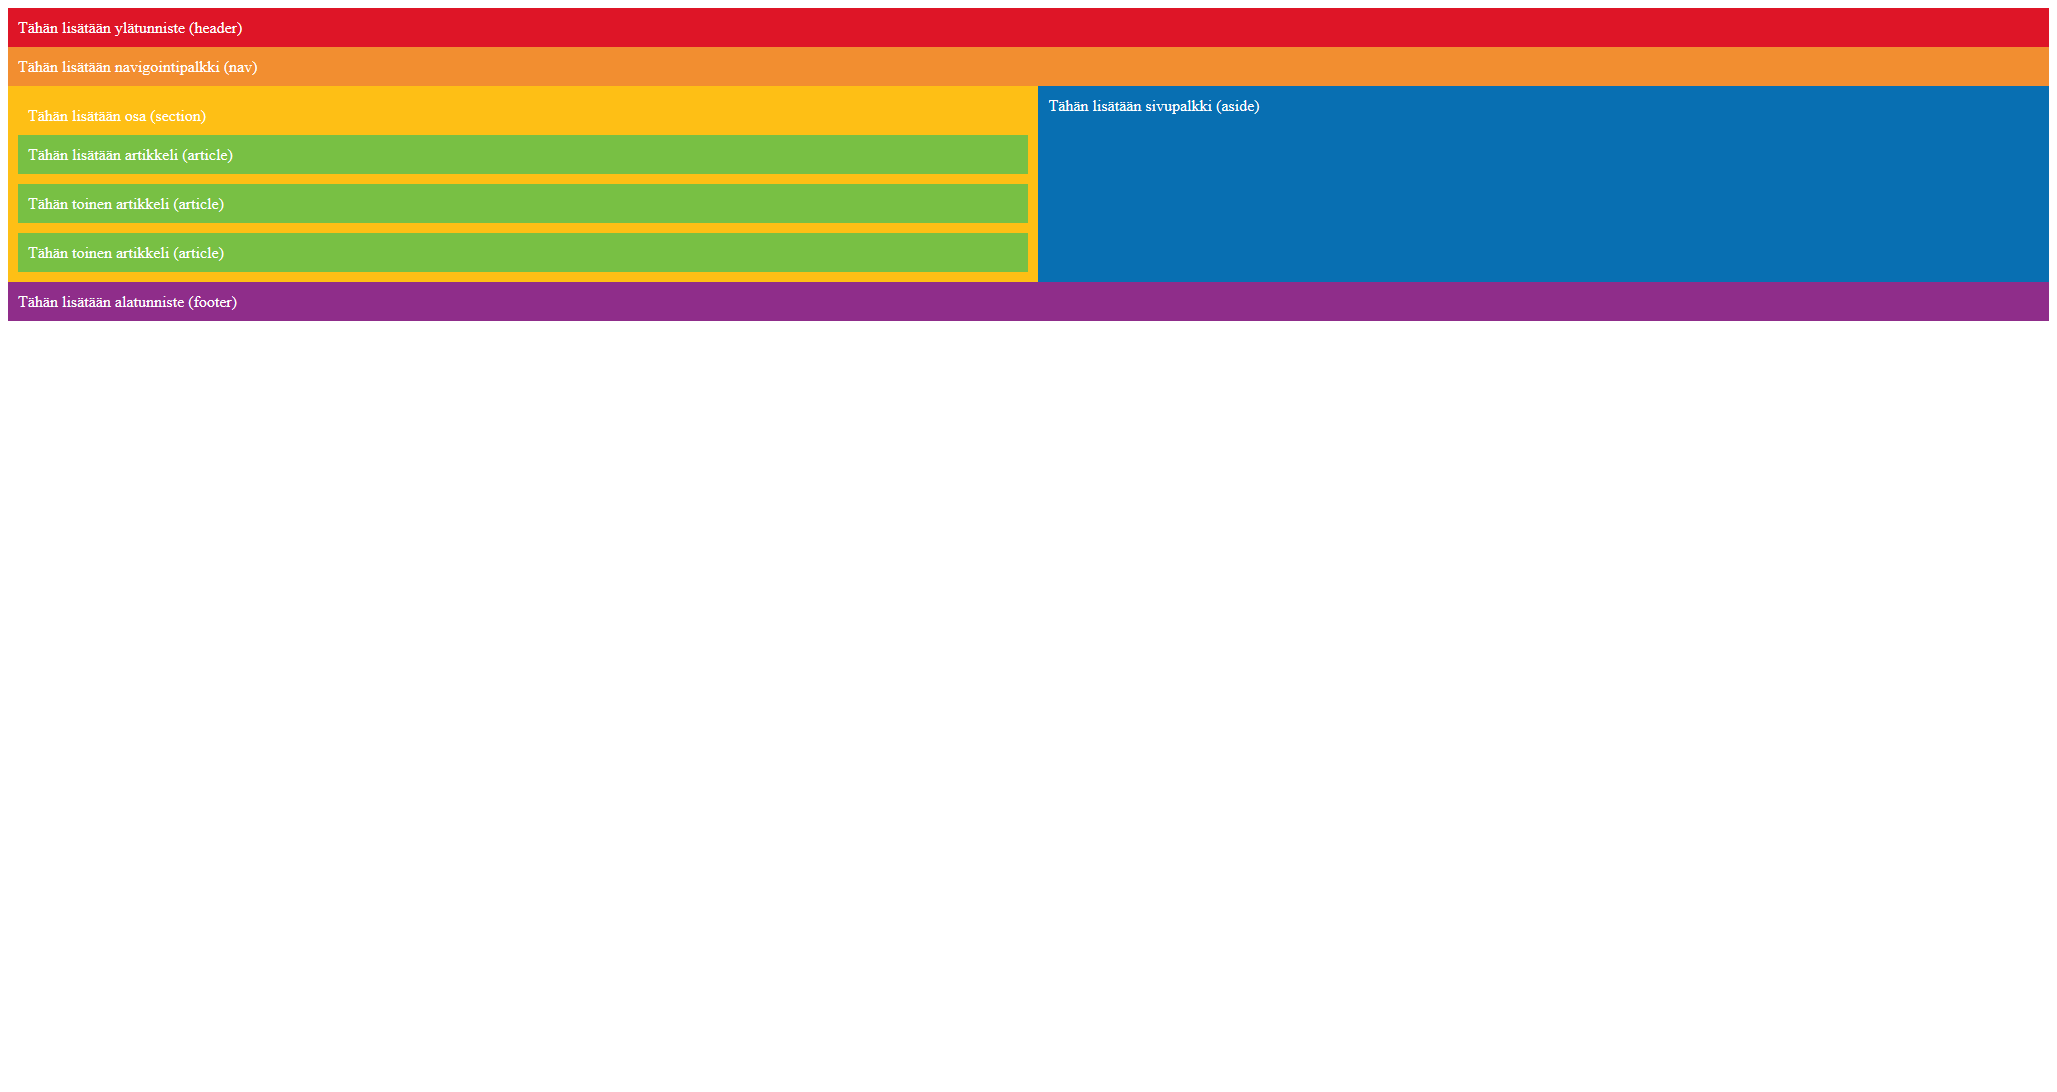 Tähän lisätään ylätunniste (header)
Tähän lisätään navigointipalkki (nav)
Tähän lisätään osa (section)
Tähän lisätään artikkeli (article)
Tähän toinen artikkeli (article)
Tähän toinen artikkeli (article)
Tähän lisätään sivupalkki (aside)
Tähän lisätään alatunniste (footer)